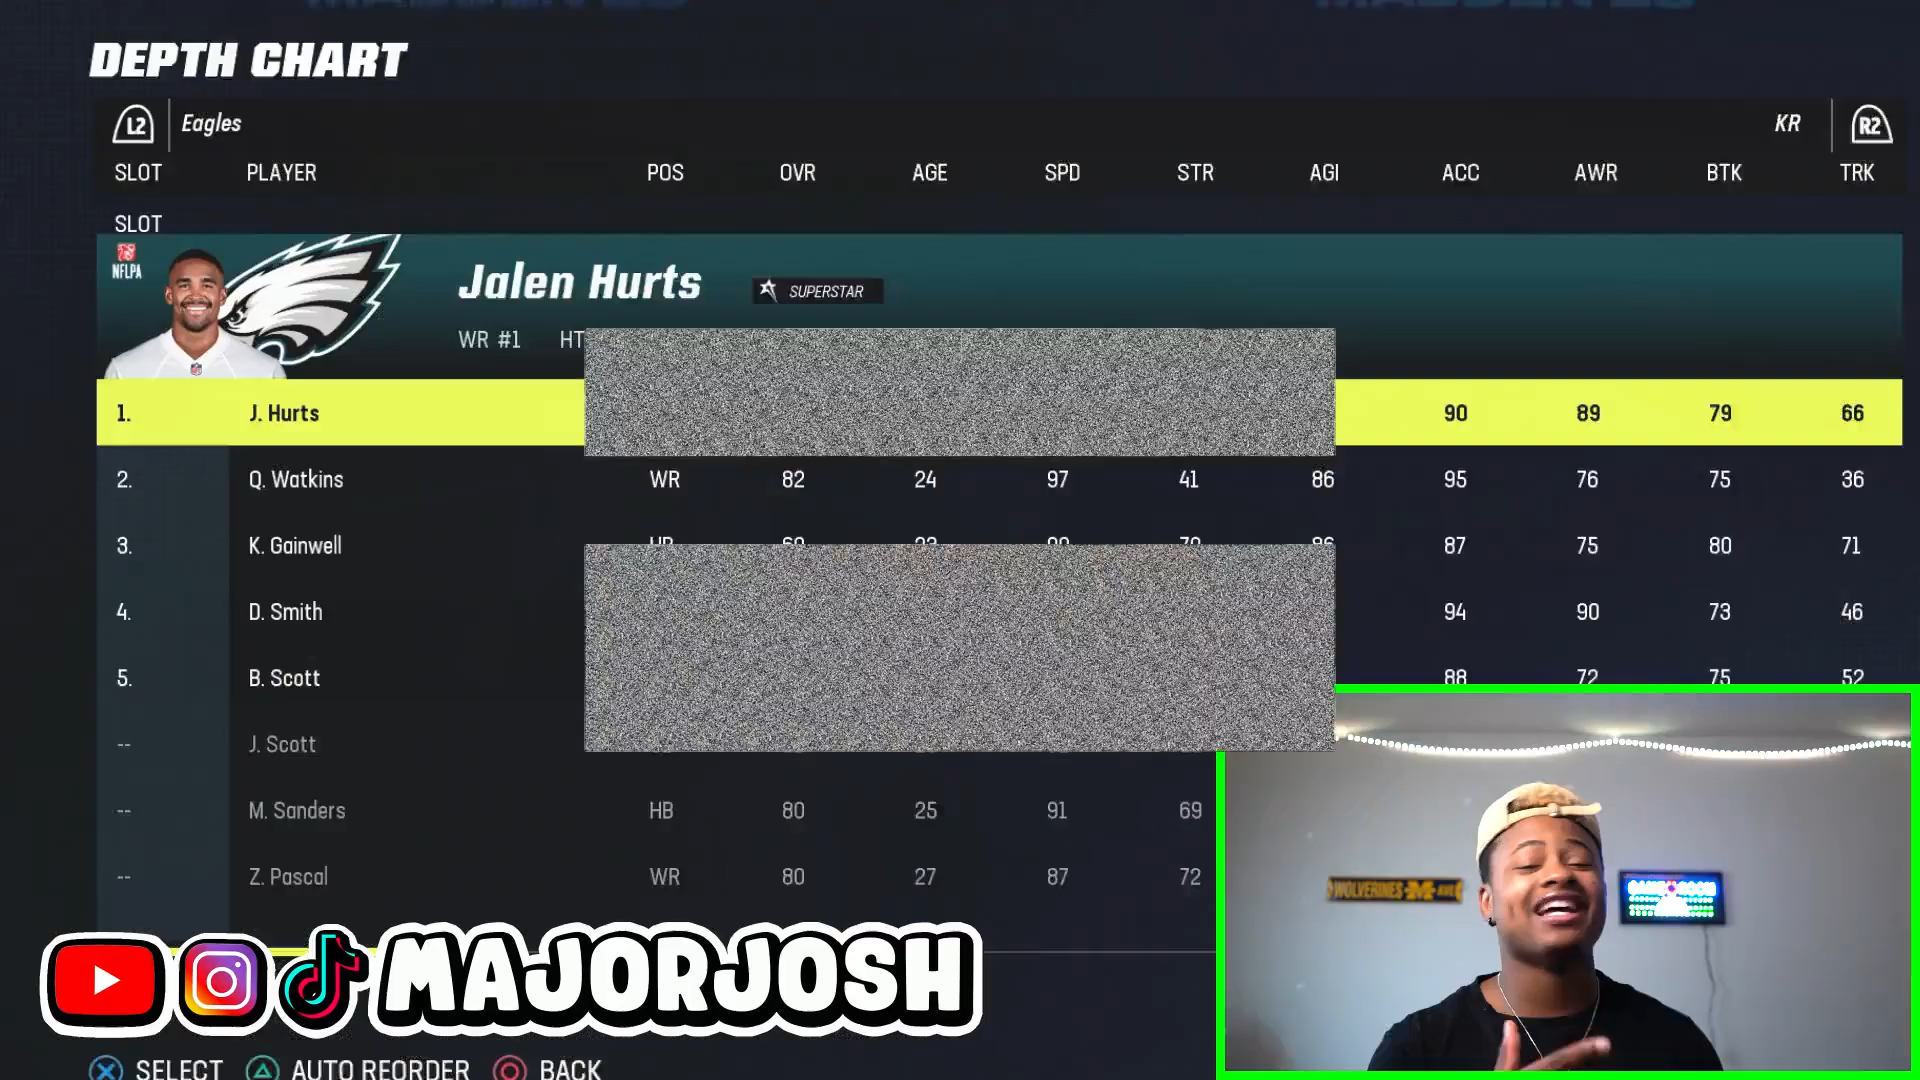 DEPTH CHART
L2 Eagles KR R2
SLOT PLAYER POS OVR AGE SPD STR AGI ACC AWR BTK TRK
SLOT
NFLPA
Jalen Hurts SUPERSTAR
WR #1 HT
1. J. Hurts 90 89 79 66
2. Q. Watkins WR 82 24 97 41 86 95 76 75 36
3. K. Gainwell 87 75 80 71
4. D. Smith 94 90 73 46
5. B. Scott 88 72 75 52
-- J. Scott
-- M. Sanders HB 80 25 91 69
-- Z. Pascal WR 80 27 87 72
WOLVERINES M AVE
GAME ROOM
MAJORJOSH
SELECT AUTO REORDER BACK